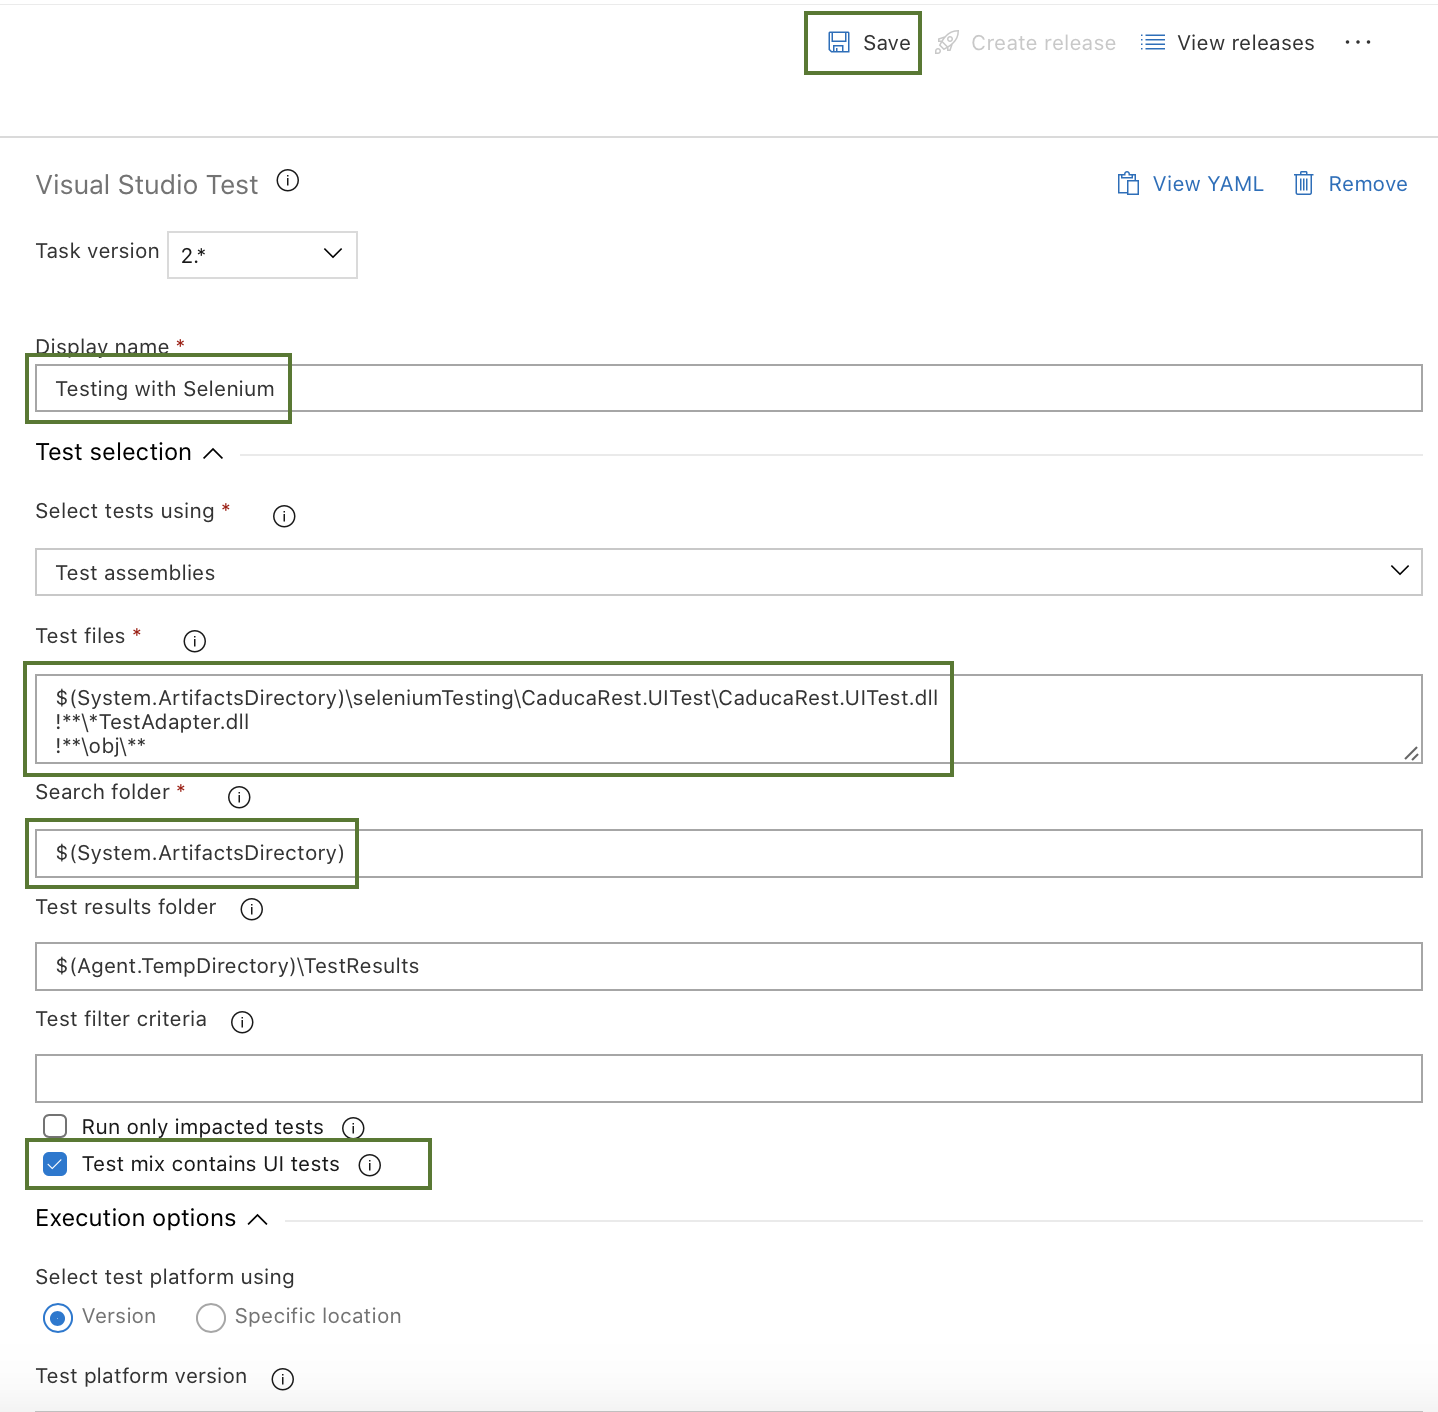 Save Create release View releases ...
Visual Studio Test
View YAML Remove
Task version 2.*
Display name *
Testing with Selenium
Test selection
Select tests using *
Test assemblies
Test files *
$(System.ArtifactsDirectory)\seleniumTesting\CaducaRest.UITest\CaducaRest.UITest.dll
!**\*TestAdapter.dll
!**\obj\**
Search folder *
$(System.ArtifactsDirectory)
Test results folder
$(Agent.TempDirectory)\TestResults
Test filter criteria
Run only impacted tests
Test mix contains UI tests
Execution options
Select test platform using
Version Specific location
Test platform version